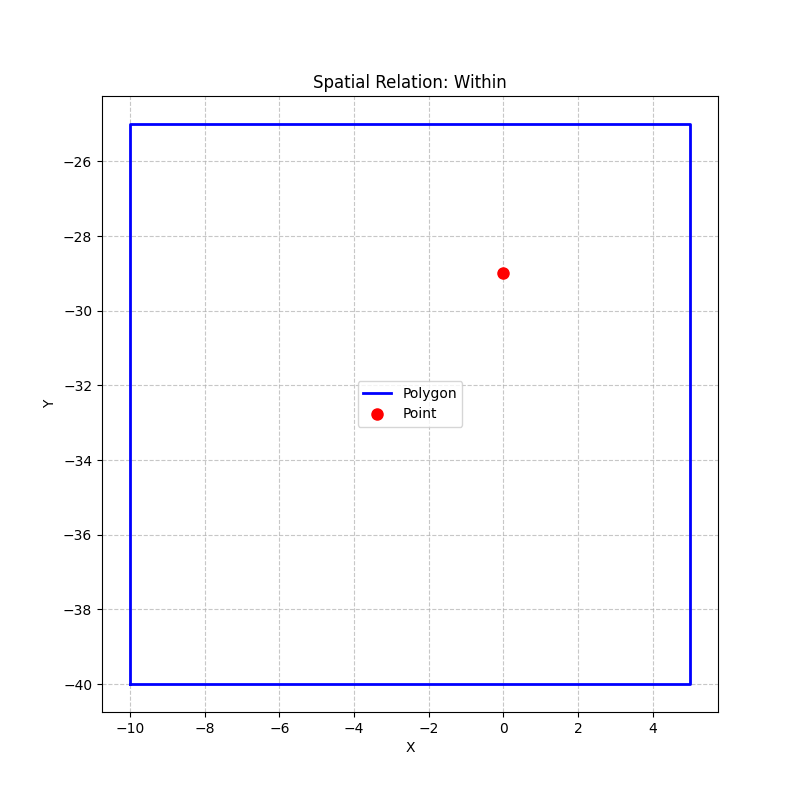 Spatial Relation: Within
Y
−26
−28
−30
−32
−34
−36
−38
−40
Polygon
Point
−10 −8 −6 −4 −2 0 2 4
X